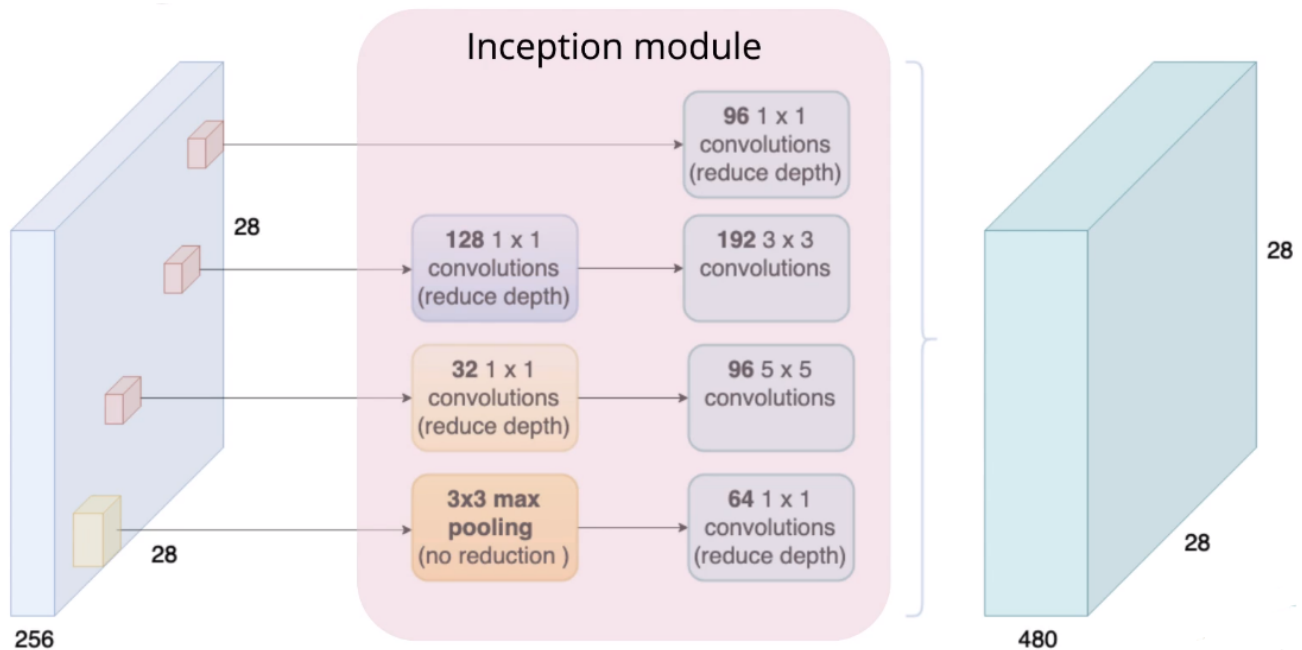 Inception module
96 1 x 1
convolutions
(reduce depth)
28
128 1 x 1
convolutions
(reduce depth)
192 3 x 3
convolutions
28
32 1 x 1
convolutions
(reduce depth)
96 5 x 5
convolutions
3x3 max
pooling
(no reduction )
64 1 x 1
convolutions
(reduce depth)
28
28
256
480